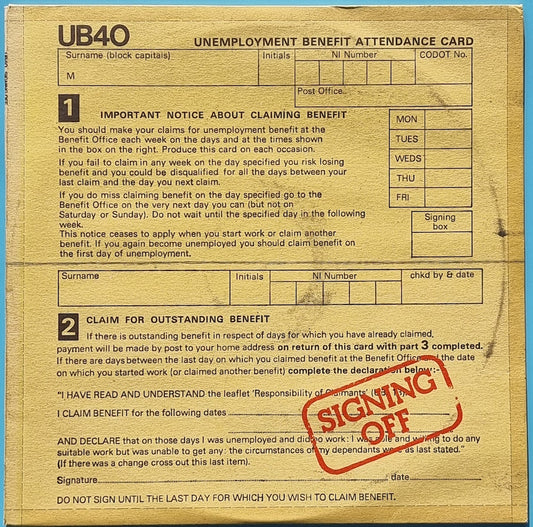 UB40
UNEMPLOYMENT BENEFIT ATTENDANCE CARD
Surname (block capitals) Initials NI Number CODOT No.
M
Post Office..
1 IMPORTANT NOTICE ABOUT CLAIMING BENEFIT
You should make your claims for unemployment benefit at the
Benefit Office each week on the days and at the times shown
in the box on the right. Produce this card on each occasion.
If you fail to claim in any week on the day specified you risk losing
benefit and you could be disqualified for all the days between your
last claim and the day you next claim.
If you do miss claiming benefit on the day specified go to the
Benefit Office on the very next day you can (but not on
Saturday or Sunday). Do not wait until the specified day in the following
week.
This notice ceases to apply when you start work or claim another
benefit. If you again become unemployed you should claim benefit on
the first day of unemployment.
MON
TUES
WEDS
THU
FRI
Signing
box
Surname Initials NI Number chkd by & date
2 CLAIM FOR OUTSTANDING BENEFIT
If there is outstanding benefit in respect of days for which you have already claimed,
payment will be made by post to your home address on return of this card with part 3 completed.
If there are days between the last day on which you claimed benefit at the Benefit Office and the date
on which you started work (or claimed another benefit) complete the declaration below:-
"I HAVE READ AND UNDERSTAND the leaflet 'Responsibility of Claimants'
I CLAIM BENEFIT for the following dates
AND DECLARE that on those days I was unemployed and did no work: I was able and willing to do any
suitable work but was unable to get any: the circumstances of my dependants were as last stated."
(If there was a change cross out this last item).
Signature date
DO NOT SIGN UNTIL THE LAST DAY FOR WHICH YOU WISH TO CLAIM BENEFIT.
SIGNING
OFF